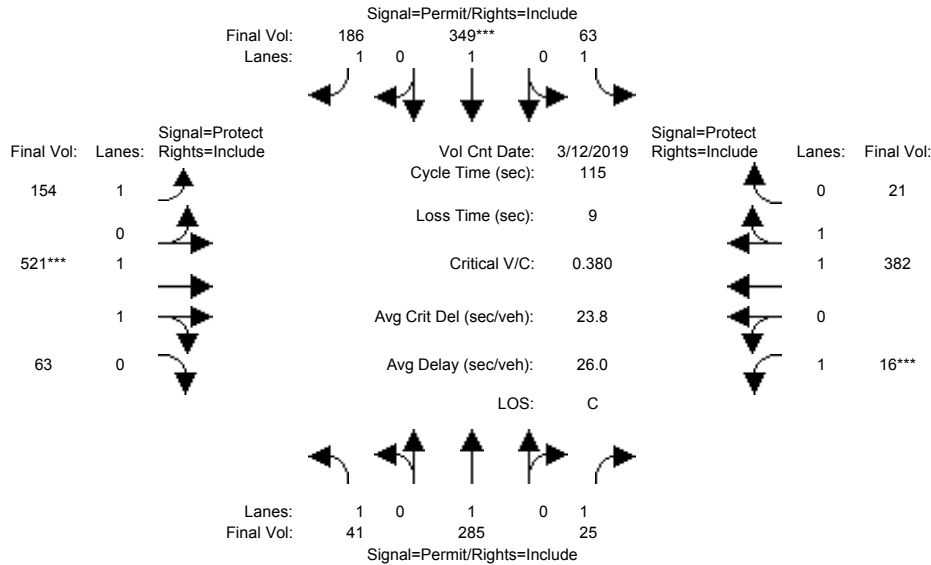 Signal=Permit/Rights=Include
Final Vol: 186 349*** 63
Lanes: 1 0 1 0 1
Signal=Protect Signal=Protect
Final Vol: Lanes: Rights=Include Vol Cnt Date: 3/12/2019 Rights=Include Lanes: Final Vol:
Cycle Time (sec): 115
154 1 0 21
Loss Time (sec): 9
0 1
521*** 1 Critical V/C: 0.380 1 382
1 Avg Crit Del (sec/veh): 23.8 0
63 0 Avg Delay (sec/veh): 26.0 1 16***
LOS: C
Lanes: 1 0 1 0 1
Final Vol: 41 285 25
Signal=Permit/Rights=Include